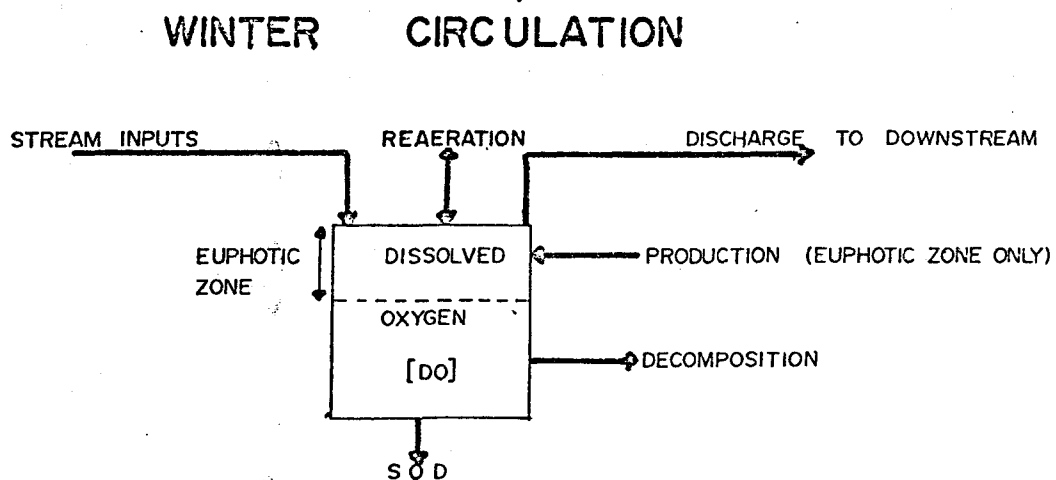 WINTER CIRCULATION
STREAM INPUTS
REAERATION
DISCHARGE TO DOWNSTREAM
EUPHOTIC
ZONE
DISSOLVED
PRODUCTION (EUPHOTIC ZONE ONLY)
OXYGEN
[DO]
DECOMPOSITION
SOD